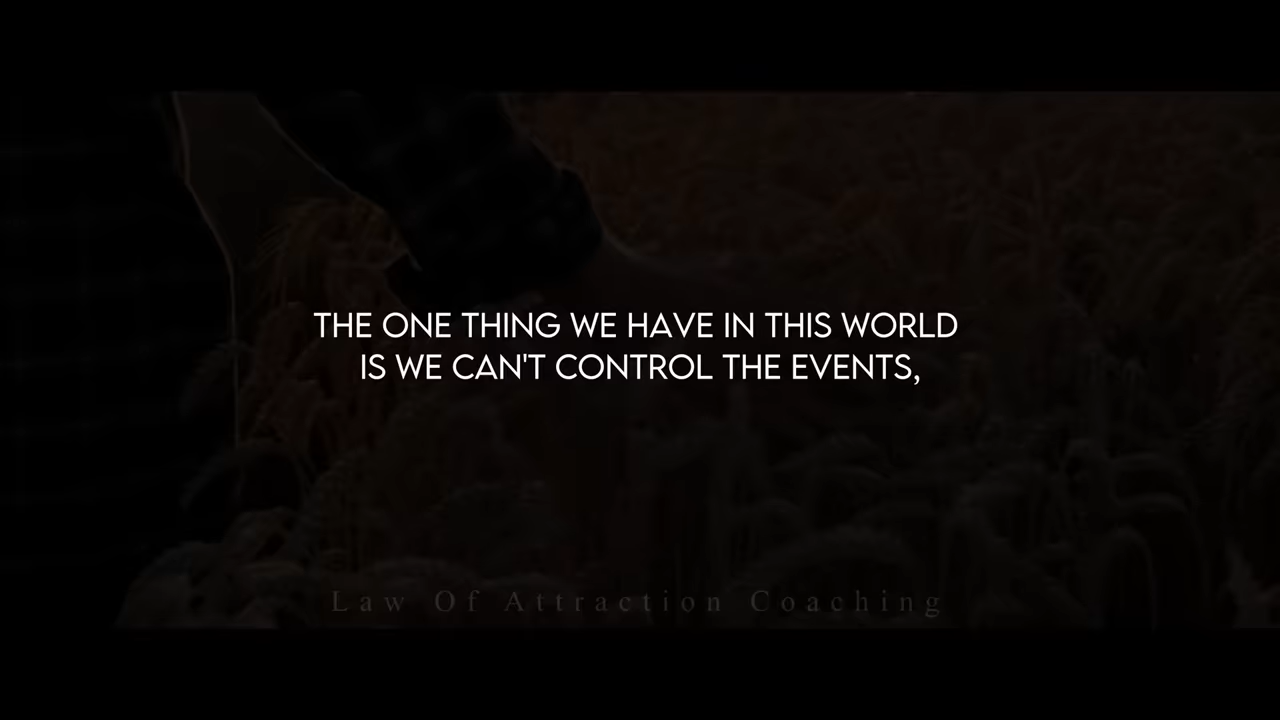 THE ONE THING WE HAVE IN THIS WORLD
IS WE CAN'T CONTROL THE EVENTS,
Law Of Attraction Coaching